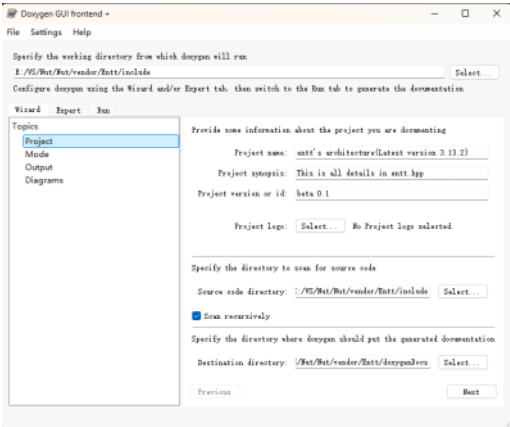 Doxygen GUI frontend +
File Settings Help
Specify the working directory from which doxygen will run
E:/VS/Nut/Nut/vendor/Entt/include Select...
Configure doxygen using the Wizard and/or Expert tab, then switch to the Run tab to generate the documentation
Wizard Expert Run
Topics
Project
Mode
Output
Diagrams
Provide some information about the project you are documenting
Project name: entt's architecture(Latest version 3.13.2)
Project synopsis: This is all details in entt.hpp
Project version or id: beta 0.1
Project logo: Select... No Project logo selected.
Specify the directory to scan for source code
Source code directory: :/VS/Nut/Nut/vendor/Entt/include Select...
Scan recursively
Specify the directory where doxygen should put the generated documentation
Destination directory: /Nut/Nut/vendor/Entt/doxygenDocs Select...
Previous Next